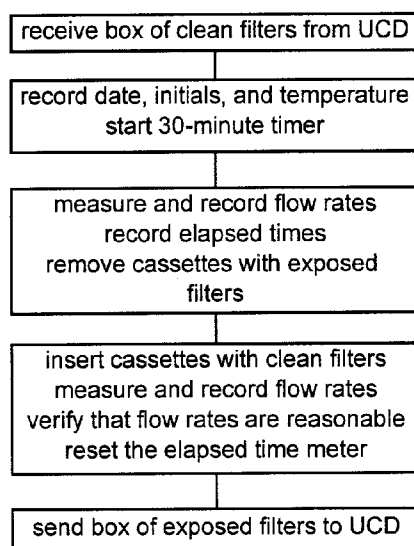 receive box of clean filters from UCD
record date, initials, and temperature
start 30-minute timer
measure and record flow rates
record elapsed times
remove cassettes with exposed
filters
insert cassettes with clean filters
measure and record flow rates
verify that flow rates are reasonable
reset the elapsed time meter
send box of exposed filters to UCD